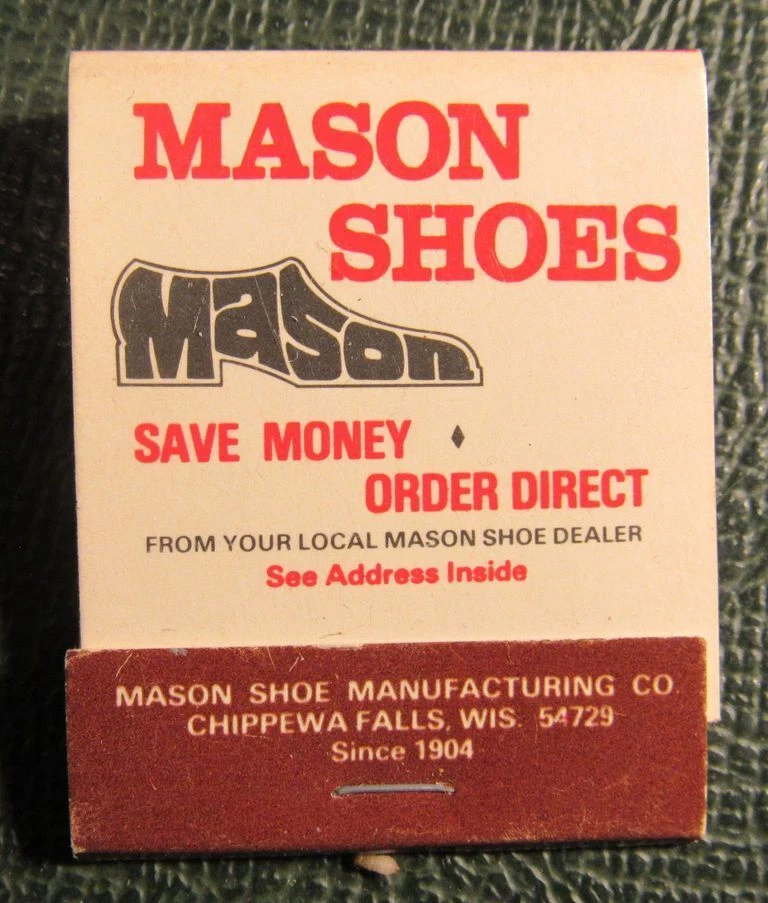 MASON
SHOES
Mason
SAVE MONEY ♦
ORDER DIRECT
FROM YOUR LOCAL MASON SHOE DEALER
See Address Inside
MASON SHOE MANUFACTURING CO.
CHIPPEWA FALLS, WIS. 54729
Since 1904